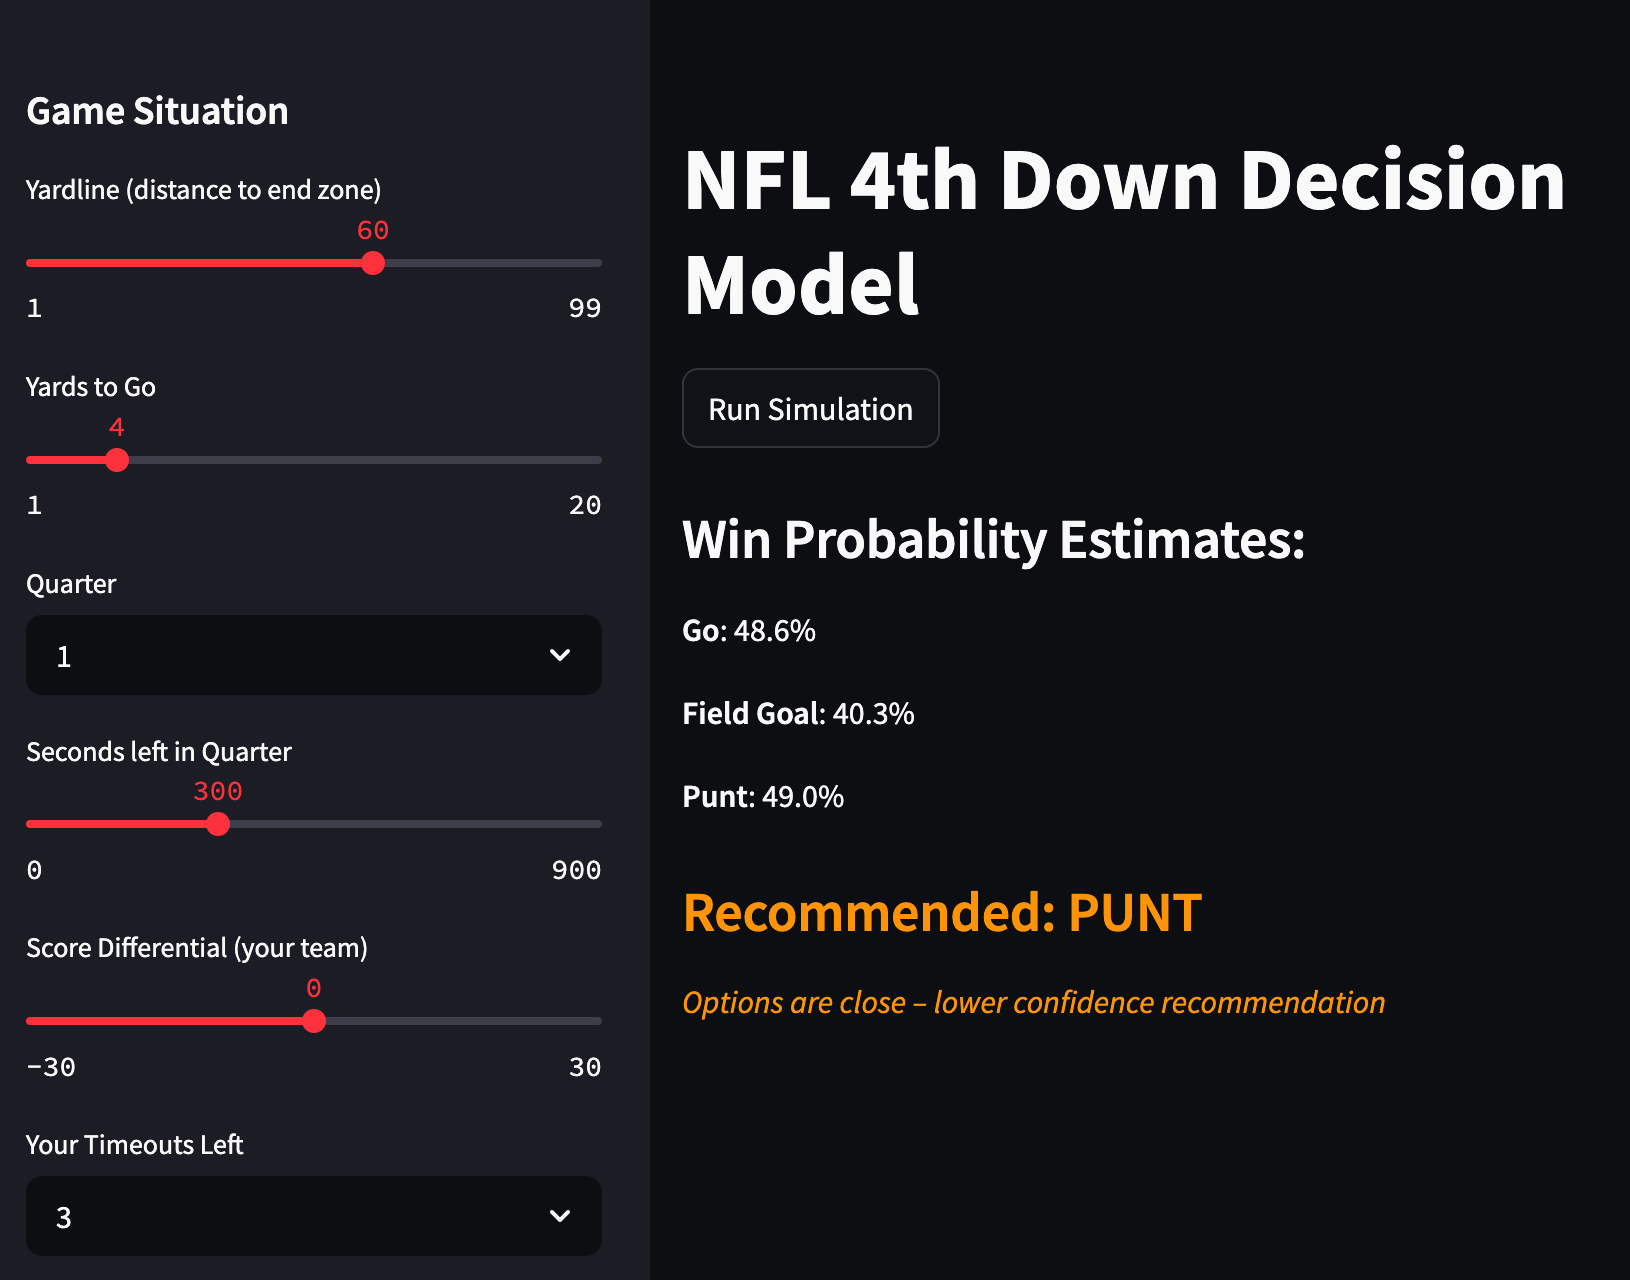 Game Situation
Yardline (distance to end zone)
60
1 99
Yards to Go
4
1 20
Quarter
1
Seconds left in Quarter
300
0 900
Score Differential (your team)
0
−30 30
Your Timeouts Left
3
NFL 4th Down Decision
Model
Run Simulation
Win Probability Estimates:
Go: 48.6%
Field Goal: 40.3%
Punt: 49.0%
Recommended: PUNT
Options are close – lower confidence recommendation